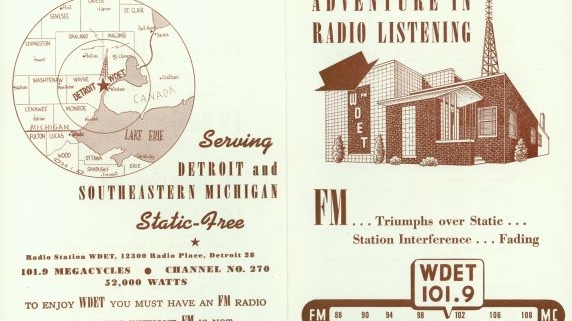 GENESEE
ST. CLAIR
LIVINGSTON
OAKLAND
MACOMB
Sarnia
WASHTENAW
WAYNE
DETROIT
WDET
Windsor
Chatham
CANADA
LENAWEE
MONROE
MICHIGAN
FULTON
LUCAS
LAKE ERIE
WOOD
OTTAWA
SANDUSKY
ERIE
Serving
DETROIT and
SOUTHEASTERN MICHIGAN
Static-Free
Radio Station WDET, 12300 Radio Place, Detroit 28
101.9 MEGACYCLES ● CHANNEL NO. 270
52,000 WATTS
TO ENJOY WDET YOU MUST HAVE AN FM RADIO
ADVENTURE IN
RADIO LISTENING
WDET
FM
FM . . . Triumphs over Static . . .
Station Interference . . . Fading
WDET
101.9
FM 88 90 94 98 102 106 108 MC